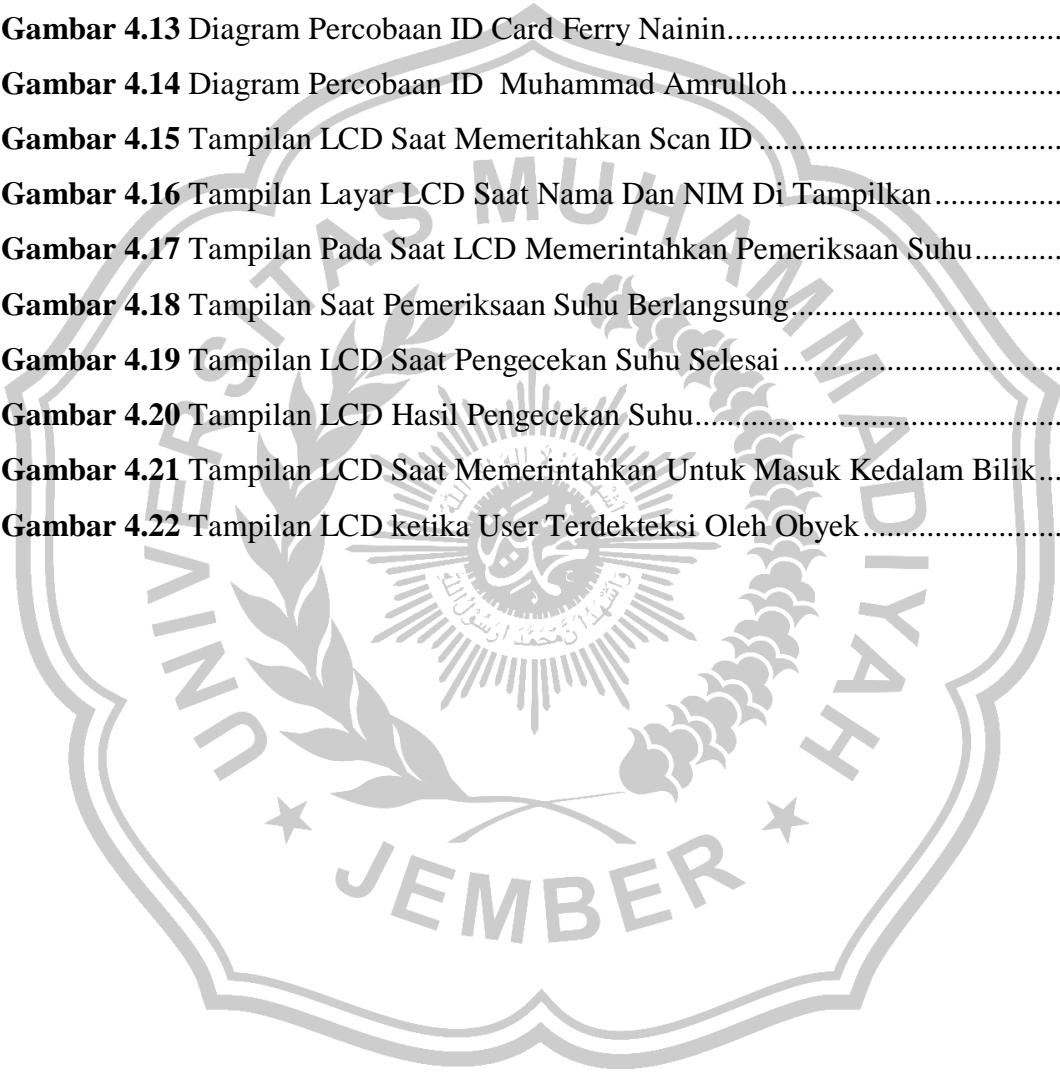 Gambar 4.13 Diagram Percobaan ID Card Ferry Nainin....................................
Gambar 4.14 Diagram Percobaan ID  Muhammad Amrulloh.............................
Gambar 4.15 Tampilan LCD Saat Memeritahkan Scan ID.................................
Gambar 4.16 Tampilan Layar LCD Saat Nama Dan NIM Di Tampilkan..............
Gambar 4.17 Tampilan Pada Saat LCD Memerintahkan Pemeriksaan Suhu...........
Gambar 4.18 Tampilan Saat Pemeriksaan Suhu Berlangsung.............................
Gambar 4.19 Tampilan LCD Saat Pengecekan Suhu Selesai..............................
Gambar 4.20 Tampilan LCD Hasil Pengecekan Suhu.......................................
Gambar 4.21 Tampilan LCD Saat Memerintahkan Untuk Masuk Kedalam Bilik...
Gambar 4.22 Tampilan LCD ketika User Terdekteksi Oleh Obyek.....................
UNIVERSITAS MUHAMMADIYAH
JEMBER